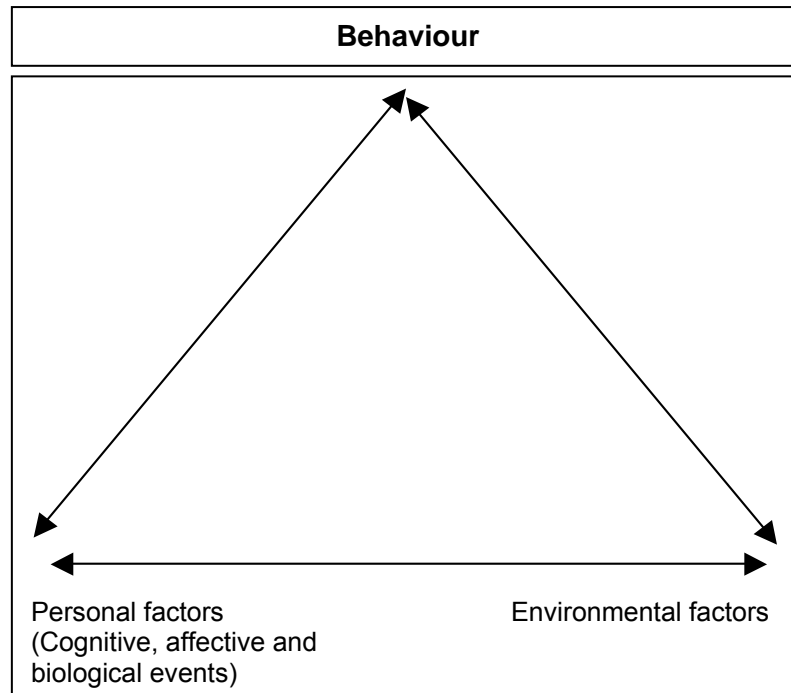 Behaviour
Personal factors
(Cognitive, affective and
biological events)
Environmental factors